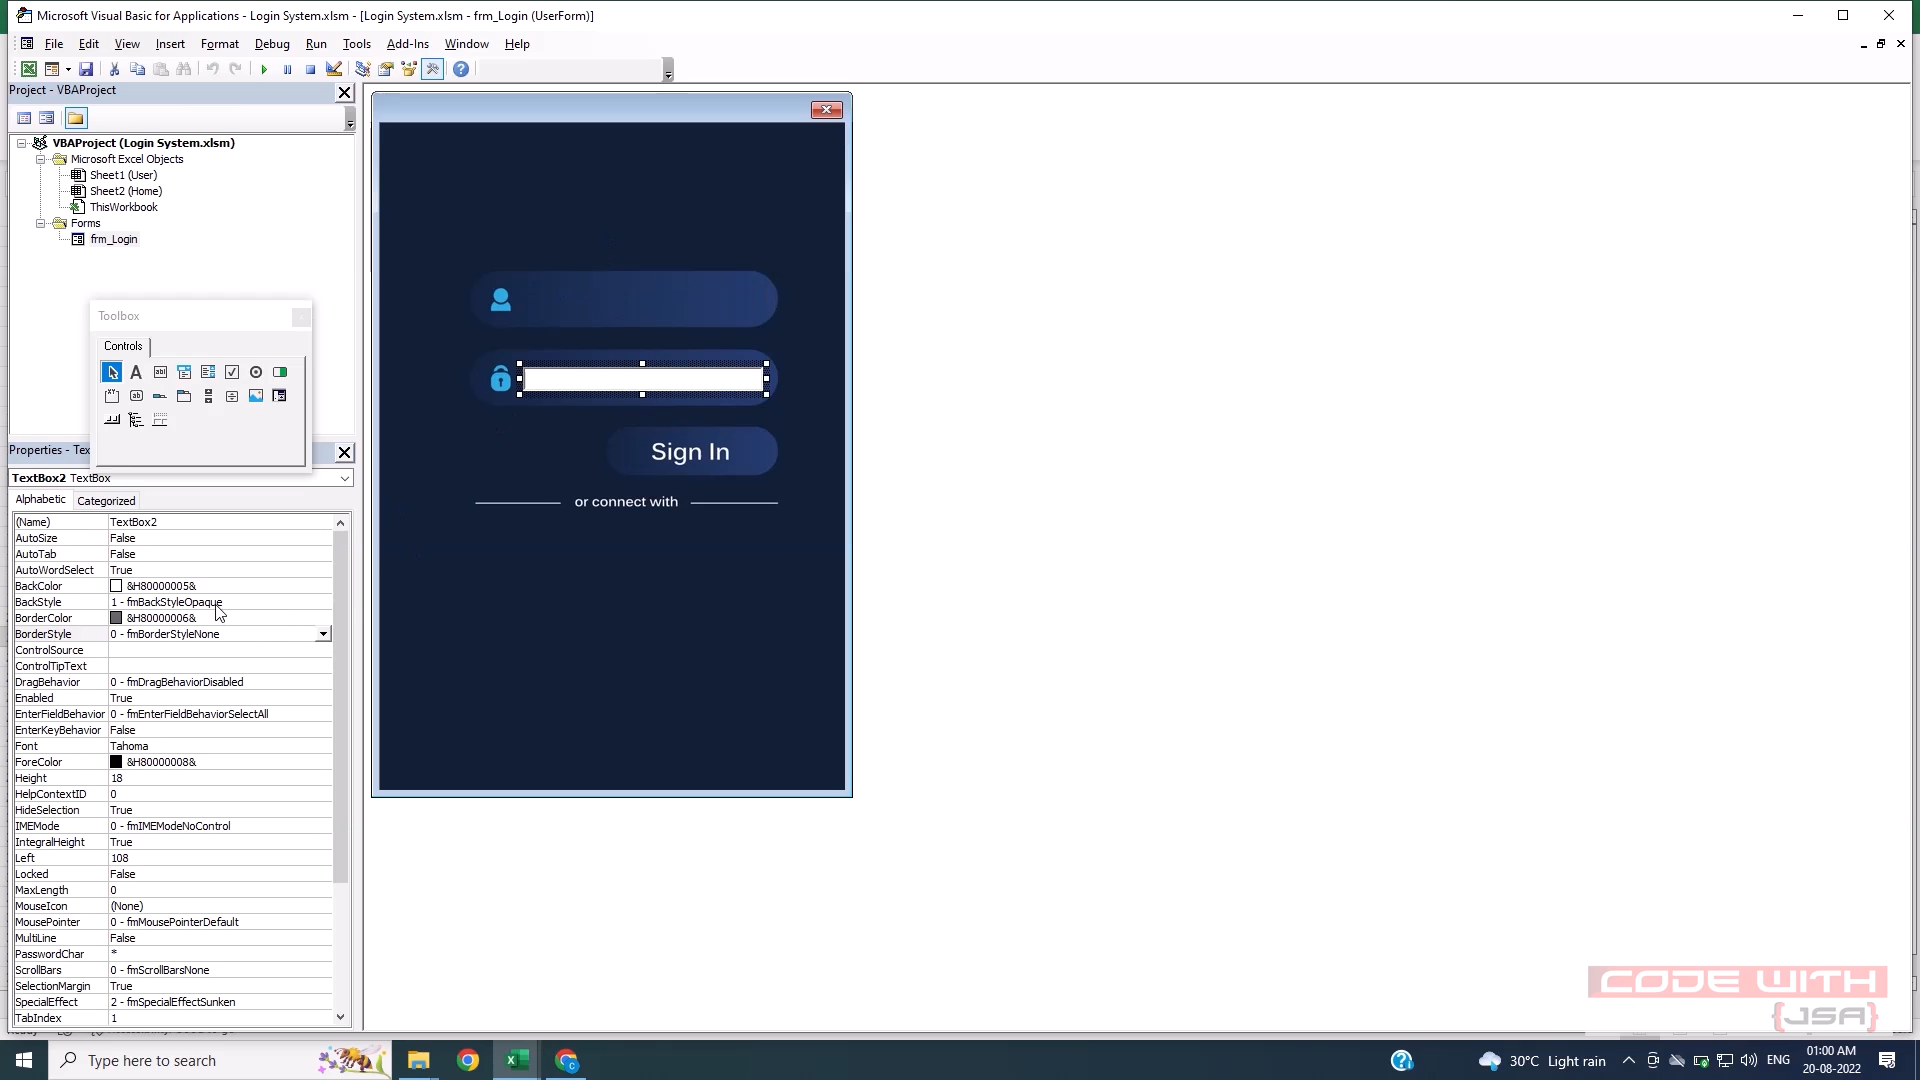 Microsoft Visual Basic for Applications - Login System.xlsm - [Login System.xlsm - frm_Login (UserForm)]
File Edit View Insert Format Debug Run Tools Add-Ins Window Help
Project - VBAProject
VBAProject (Login System.xlsm)
Microsoft Excel Objects
Sheet1 (User)
Sheet2 (Home)
ThisWorkbook
Forms
frm_Login
Toolbox
Controls
Sign In
or connect with
Properties - Tex
TextBox2 TextBox
Alphabetic Categorized
(Name) TextBox2
AutoSize False
AutoTab False
AutoWordSelect True
BackColor &H80000005&
BackStyle 1 - fmBackStyleOpaque
BorderColor &H80000006&
BorderStyle 0 - fmBorderStyleNone
ControlSource
ControlTipText
DragBehavior 0 - fmDragBehaviorDisabled
Enabled True
EnterFieldBehavior 0 - fmEnterFieldBehaviorSelectAll
EnterKeyBehavior False
Font Tahoma
ForeColor &H80000008&
Height 18
HelpContextID 0
HideSelection True
IMEMode 0 - fmIMEModeNoControl
IntegralHeight True
Left 108
Locked False
MaxLength 0
MouseIcon (None)
MousePointer 0 - fmMousePointerDefault
MultiLine False
PasswordChar *
ScrollBars 0 - fmScrollBarsNone
SelectionMargin True
SpecialEffect 2 - fmSpecialEffectSunken
TabIndex 1
CODE WITH
{JSA}
Type here to search
30°C Light rain
ENG
01:00 AM
20-08-2022